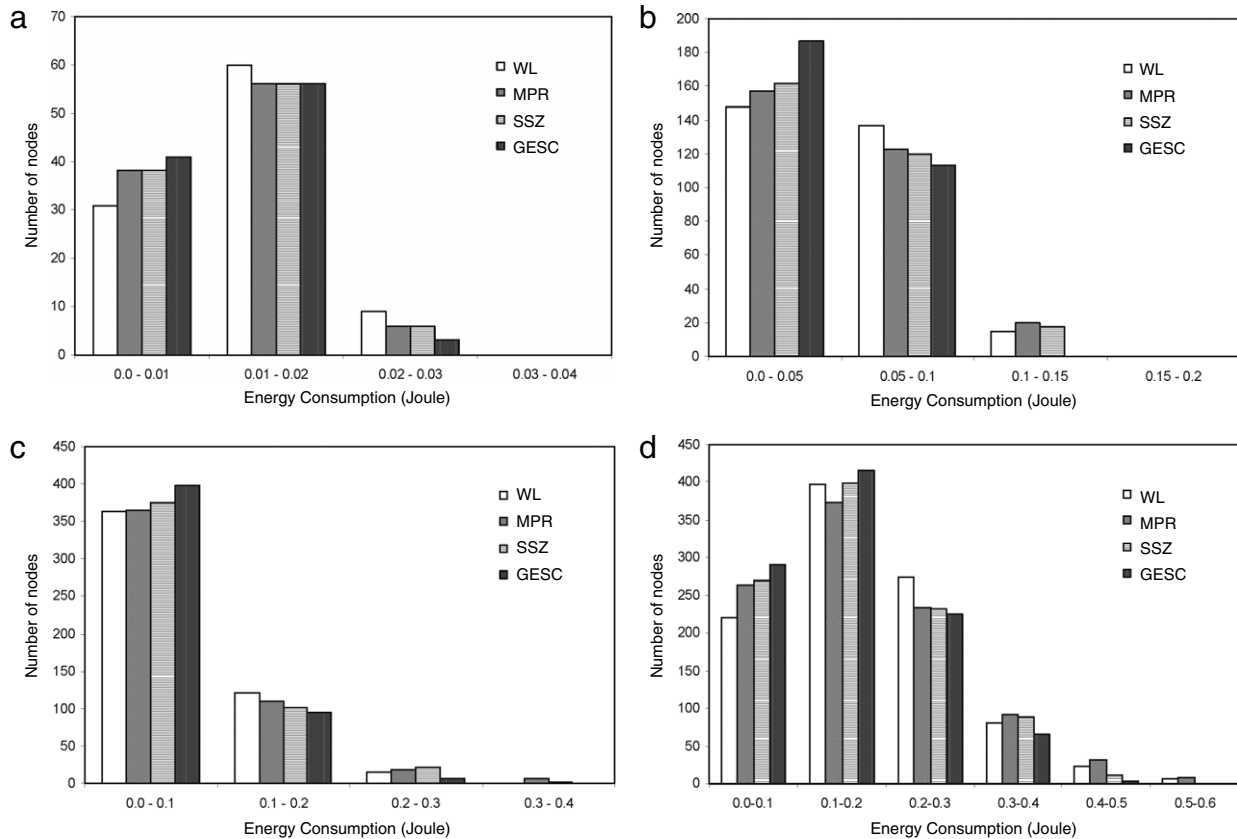 a
70
60
50
40
30
20
10
0
Number of nodes
WL
MPR
SSZ
GESC
0.0 - 0.01
0.01 - 0.02
0.02 - 0.03
0.03 - 0.04
Energy Consumption (Joule)
b
200
180
160
140
120
100
80
60
40
20
0
Number of nodes
WL
MPR
SSZ
GESC
0.0 - 0.05
0.05 - 0.1
0.1 - 0.15
0.15 - 0.2
Energy Consumption (Joule)
c
450
400
350
300
250
200
150
100
50
0
Number of nodes
WL
MPR
SSZ
GESC
0.0 - 0.1
0.1 - 0.2
0.2 - 0.3
0.3 - 0.4
Energy Consumption (Joule)
d
450
400
350
300
250
200
150
100
50
0
Number of nodes
WL
MPR
SSZ
GESC
0.0-0.1
0.1-0.2
0.2-0.3
0.3-0.4
0.4-0.5
0.5-0.6
Energy Consumption (Joule)